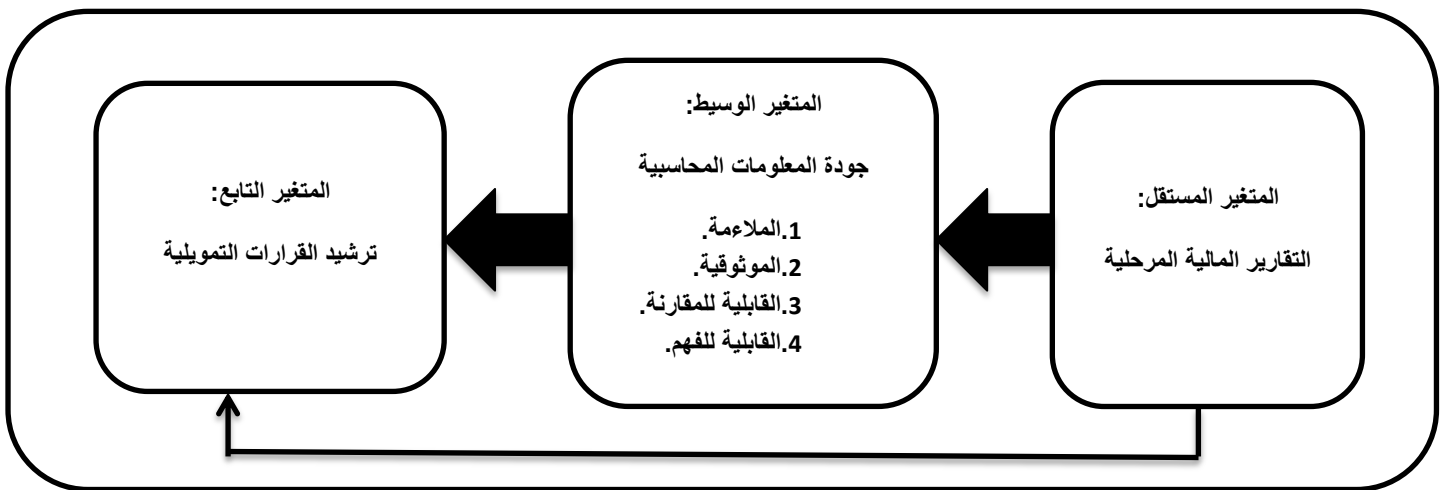 المتغير المستقل:
التقارير المالية المرحلية
المتغير الوسيط:
جودة المعلومات المحاسبية
1.الملاءمة.
2.الموثوقية.
3.القابلية للمقارنة.
4.القابلية للفهم.
المتغير التابع:
ترشيد القرارات التمويلية